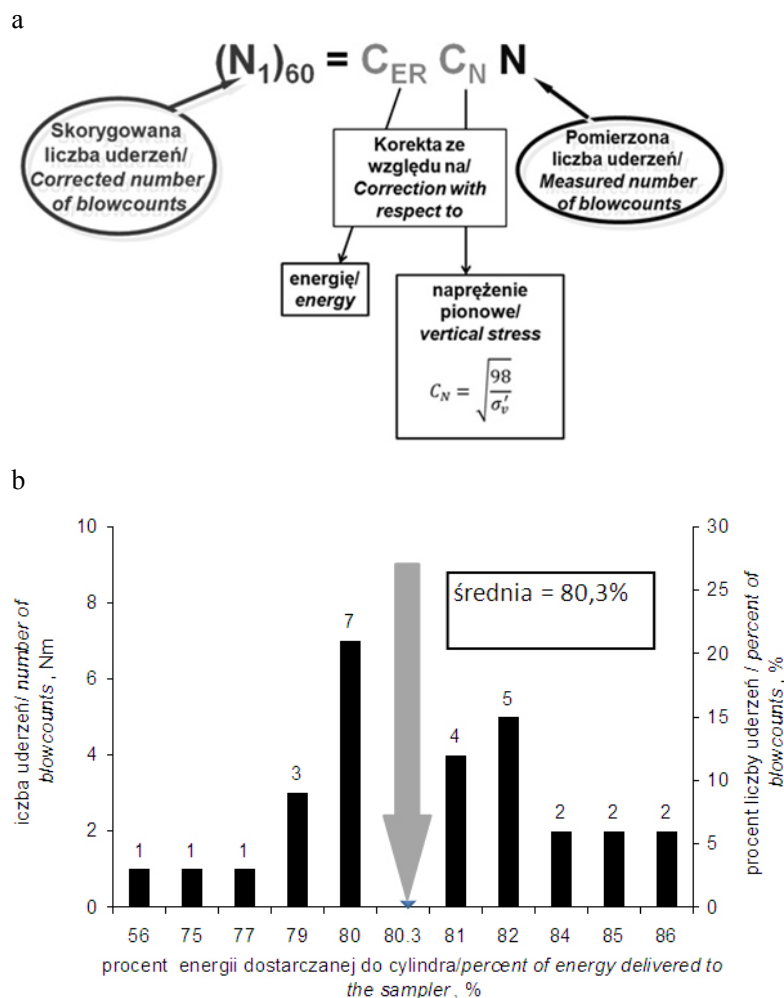 a
(N₁)₆₀ = C_ER C_N N
Skorygowana
liczba uderzeń/
Corrected number
of blowcounts
Korekta ze
względu na/
Correction with
respect to
Pomierzona
liczba uderzeń/
Measured number
of blowcounts
energię/
energy
naprężenie
pionowe/
vertical stress
C_N = √(98/σ'_v)
b
iczba uderzeń/ number of
blowcounts , Nm
10
8
6
4
2
0
średnia = 80,3%
1
1
1
3
7
4
5
2
2
2
30
25
20
15
10
5
0
procent liczby uderzeń / percent of
blowcounts , %
56 75 77 79 80 80.3 81 82 84 85 86
procent energii dostarczanej do cylindra/percent of energy delivered to
the sampler , %